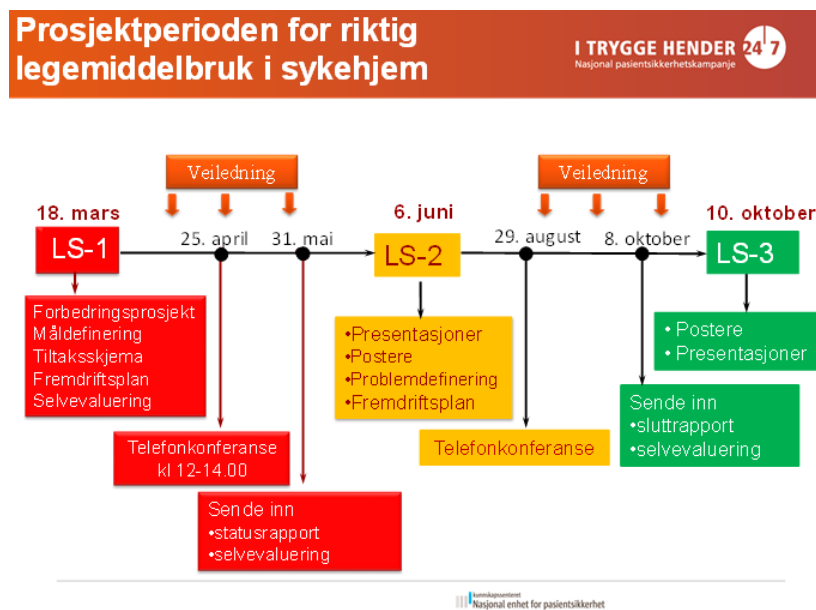 Prosjektperioden for riktig
legemiddelbruk i sykehjem
I TRYGGE HENDER 24 7
Nasjonal pasientsikkerhetskampanje
Veiledning
Veiledning
18. mars
6. juni
10. oktober
25. april
31. mai
29. august
8. oktober
LS-1
LS-2
LS-3
Forbedringsprosjekt
Måldefinering
Tiltaksskjema
Fremdriftsplan
Selvevaluering
•Presentasjoner
•Postere
•Problemdefinering
•Fremdriftsplan
• Postere
• Presentasjoner
Telefonkonferanse
kl 12-14.00
Telefonkonferanse
Sende inn
•sluttrapport
•selvevaluering
Sende inn
•statusrapport
•selvevaluering
kunnskapssenteret
Nasjonal enhet for pasientsikkerhet